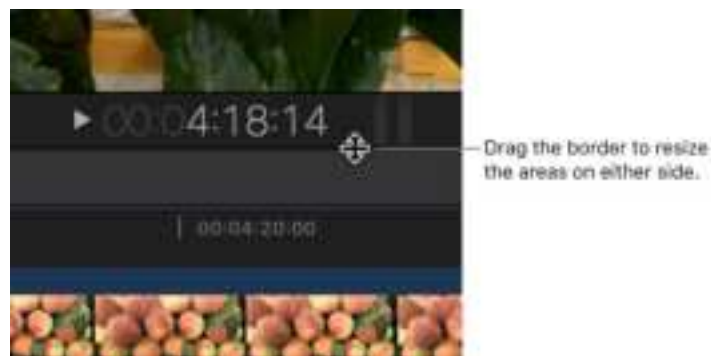 00:04:18:14
Drag the border to resize
the areas on either side.
00:04:20:00